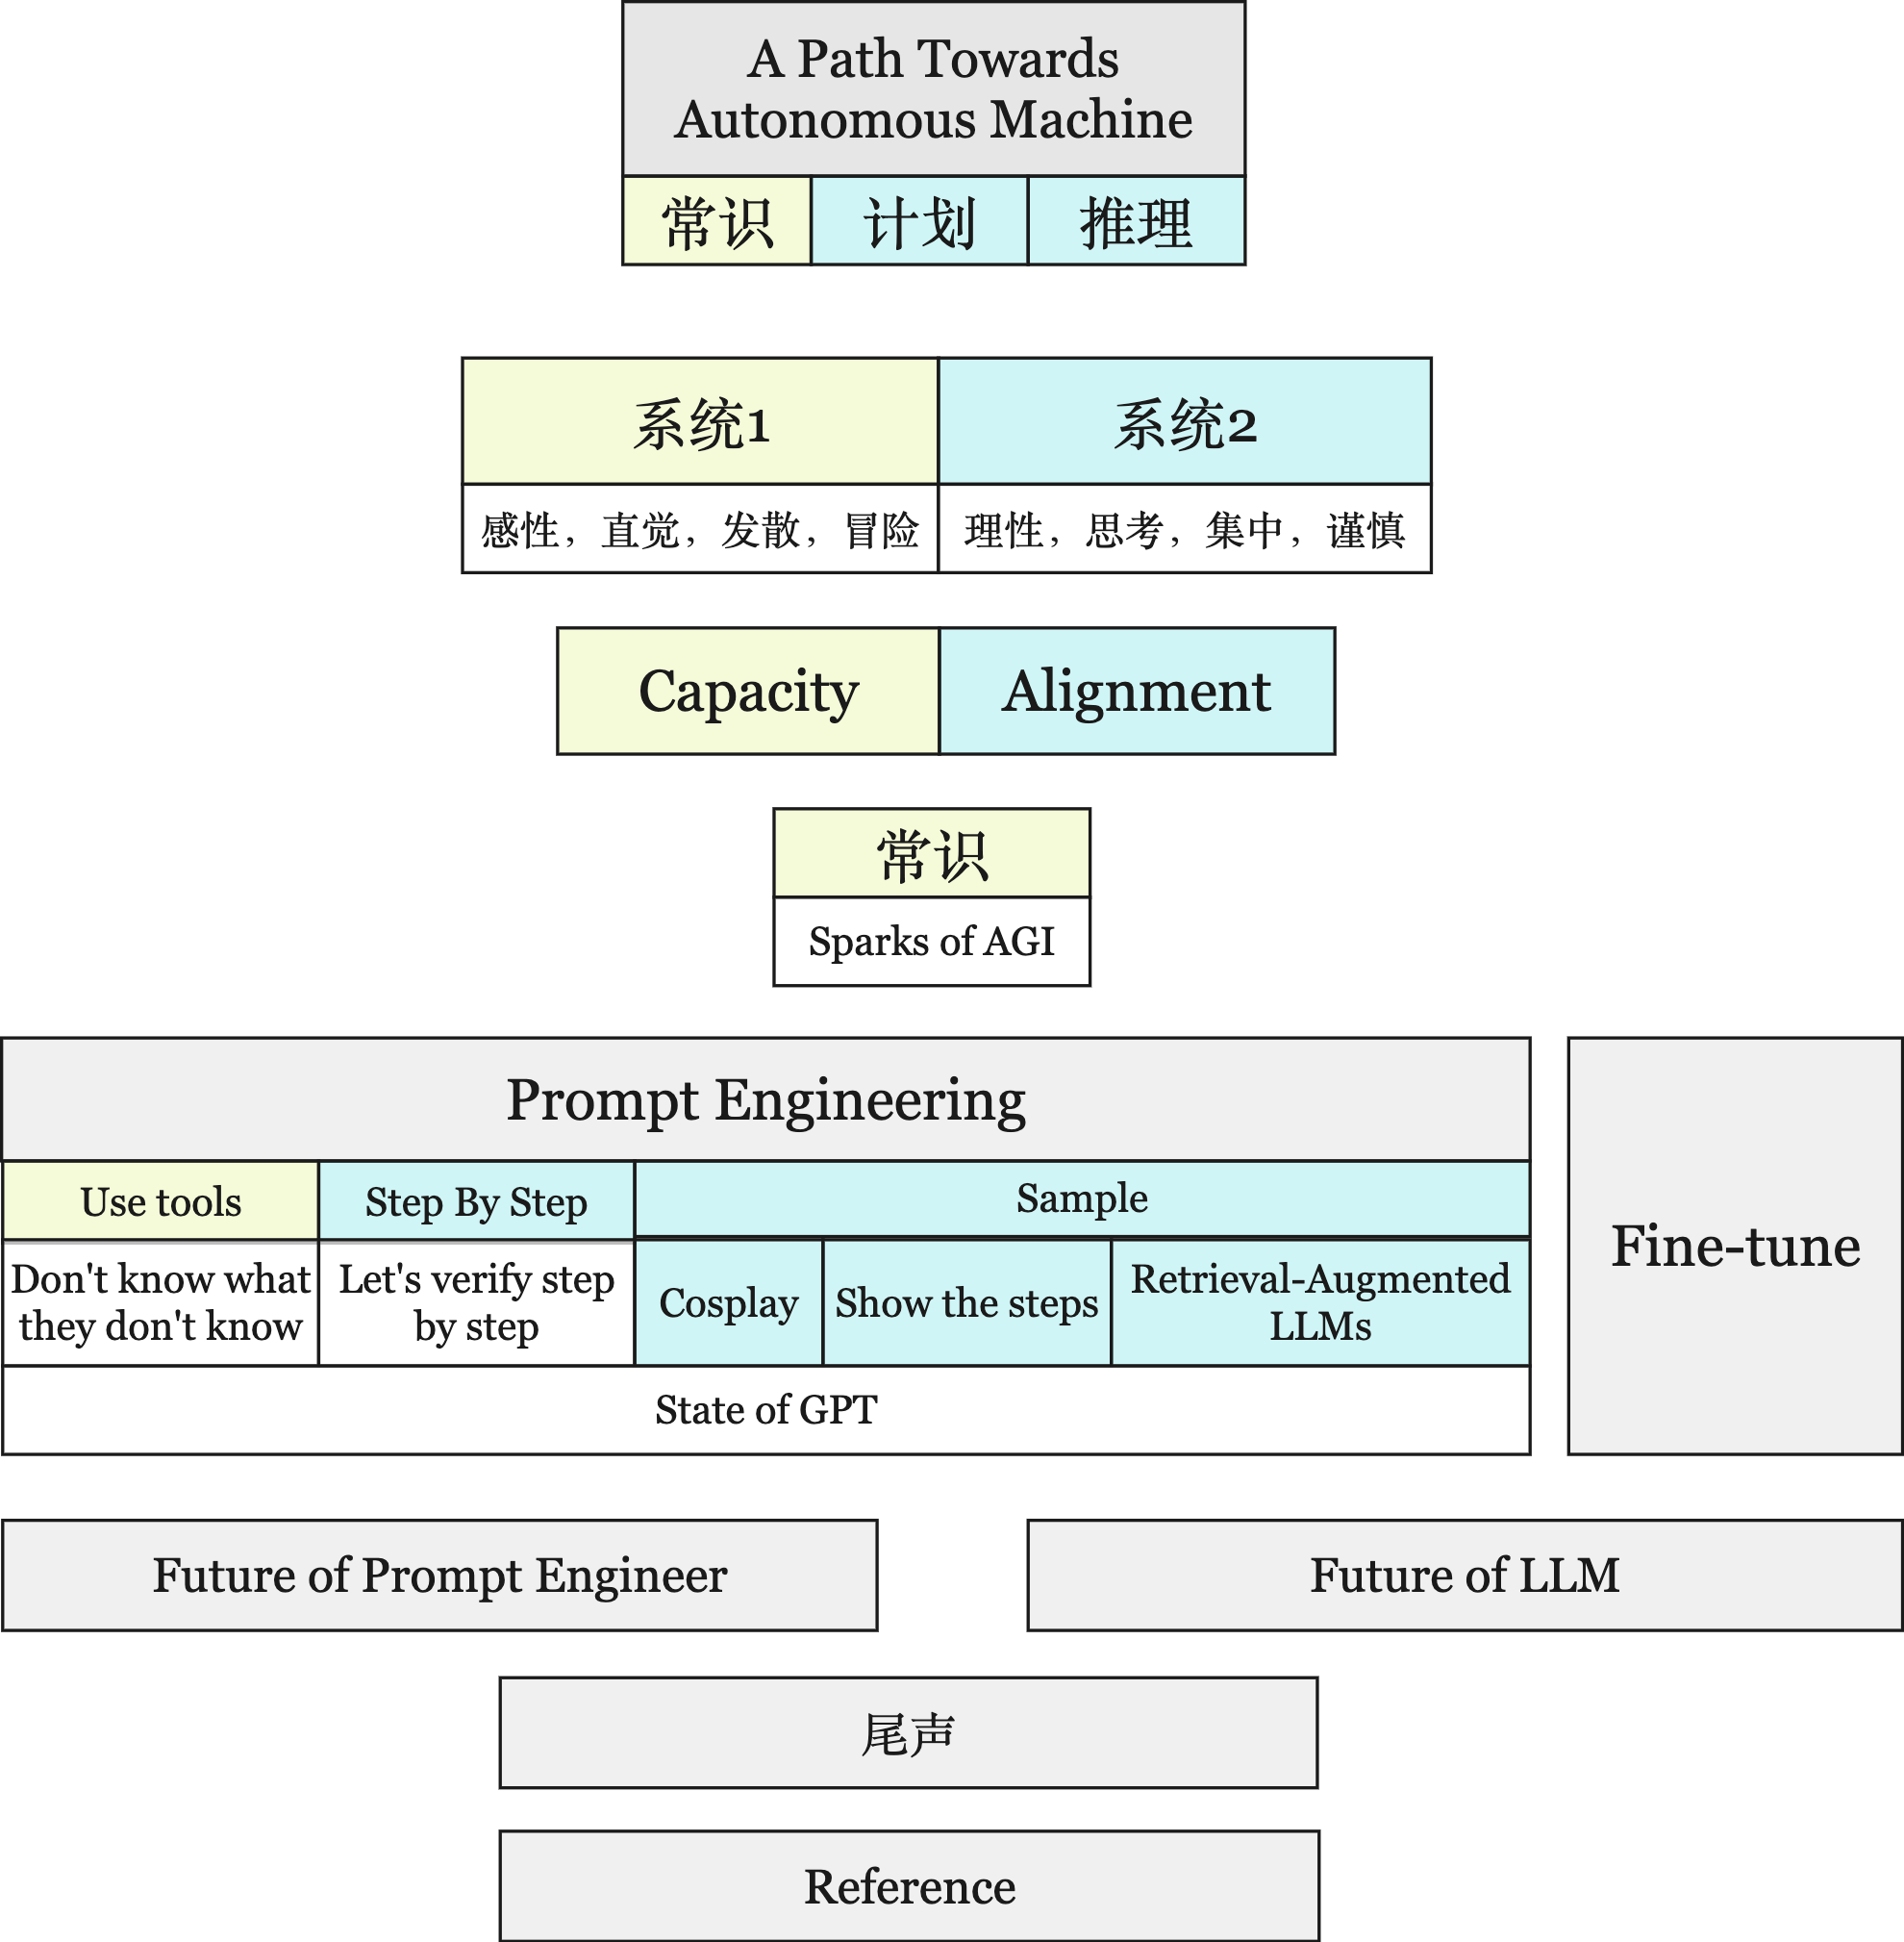 A Path Towards
Autonomous Machine
常识
计划
推理
系统1
系统2
感性，直觉，发散，冒险
理性，思考，集中，谨慎
Capacity
Alignment
常识
Sparks of AGI
Prompt Engineering
Use tools
Step By Step
Sample
Don't know what
they don't know
Let's verify step
by step
Cosplay
Show the steps
Retrieval-Augmented
LLMs
State of GPT
Fine-tune
Future of Prompt Engineer
Future of LLM
尾声
Reference